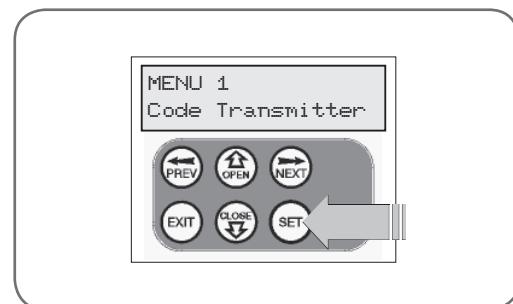 MENU 1
Code Transmitter
PREV OPEN NEXT
EXIT CLOSE SET